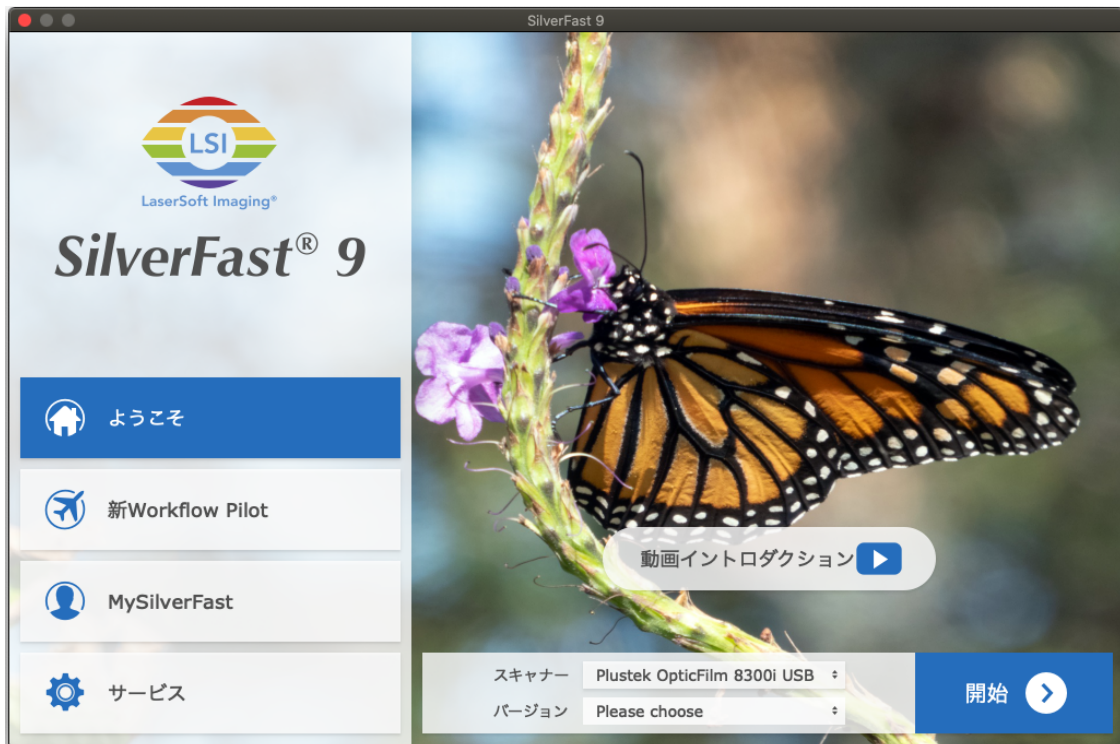 SilverFast 9
LSI
LaserSoft Imaging®
SilverFast® 9
ようこそ
新Workflow Pilot
MySilverFast
サービス
動画イントロダクション
スキャナー Plustek OpticFilm 8300i USB
バージョン Please choose
開始